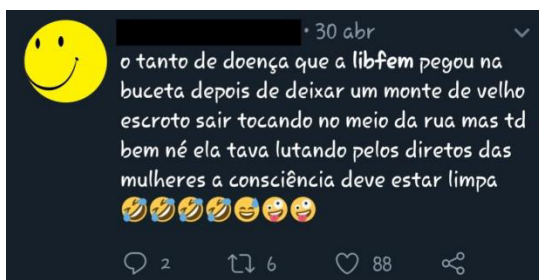 · 30 abr
o tanto de doença que a libfem pegou na
buceta depois de deixar um monte de velho
escroto sair tocando no meio da rua mas td
bem né ela tava lutando pelos diretos das
mulheres a consciência deve estar limpa
🤣🤣🤣🤣😅🤪🤪
2 6 88